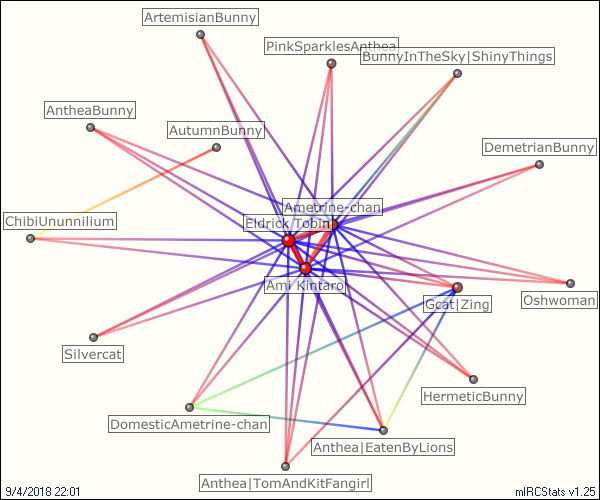 ArtemisianBunny
PinkSparklesAnthea
BunnyInTheSky|ShinyThings
AntheaBunny
AutumnBunny
DemetrianBunny
Ametrine-chan
ChibiUnunnilium
Eldrick Tobin
Ami Kintaro
Gcat|Zing
Oshwoman
Silvercat
HermeticBunny
DomesticAmetrine-chan
Anthea|EatenByLions
Anthea|TomAndKitFangirl
9/4/2018 22:01
mIRCStats v1.25